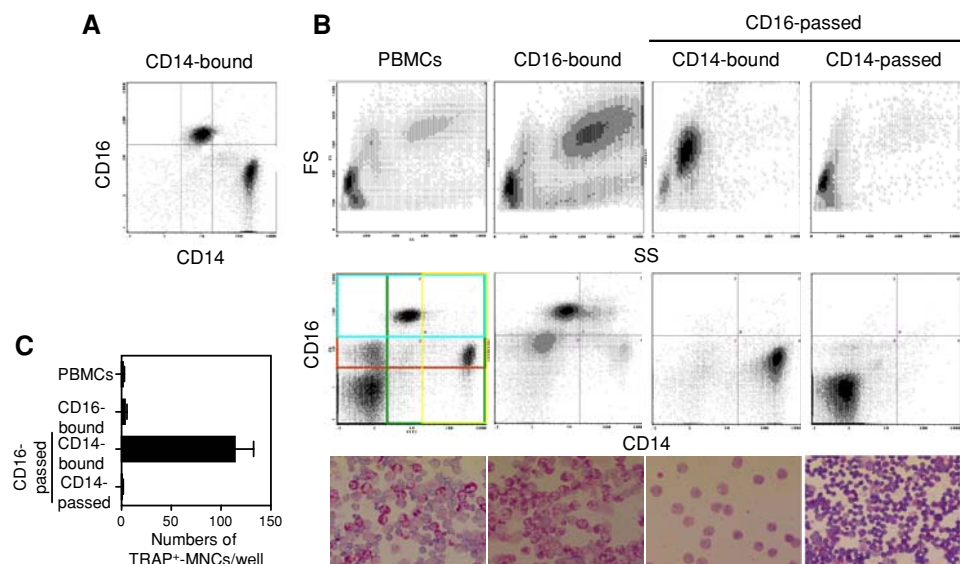 A
B
CD16-passed
CD14-bound
PBMCs
CD16-bound
CD14-bound
CD14-passed
CD16
CD14
FS
SS
CD16
CD14
C
PBMCs
CD16-
bound
CD16-
passed
CD14-
bound
CD14-
passed
0 50 100 150
Numbers of
TRAP⁺-MNCs/well